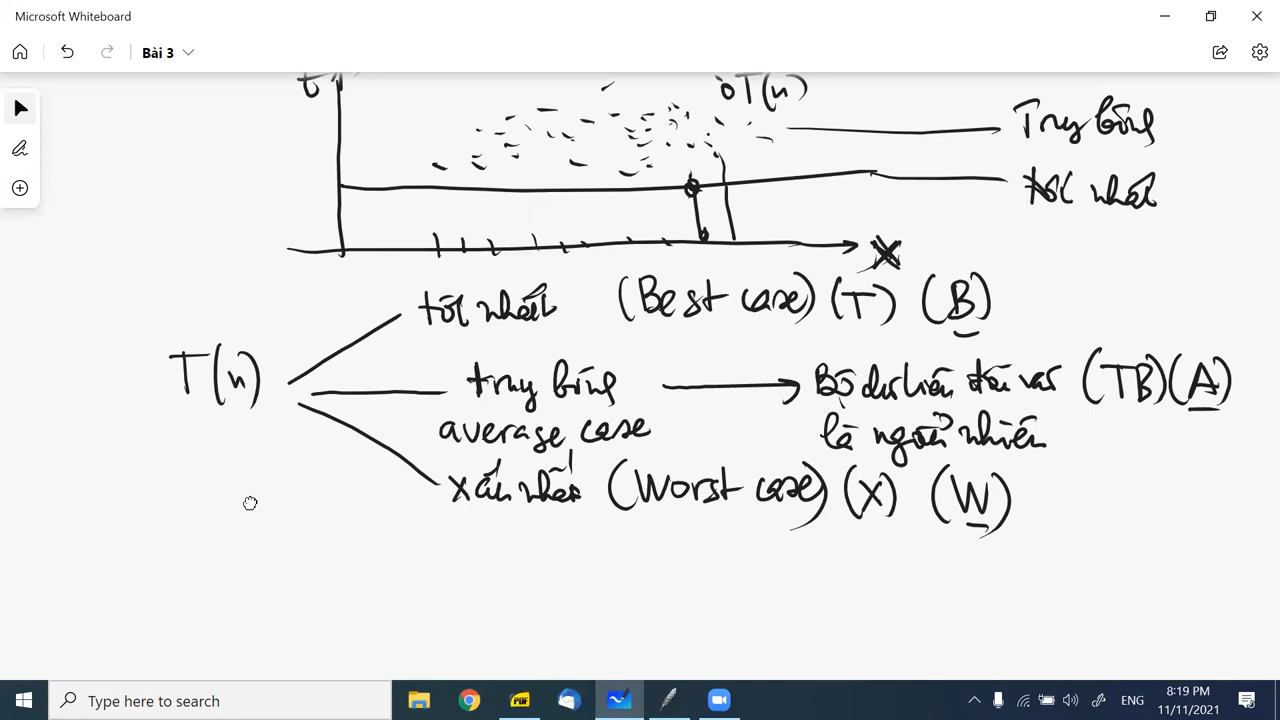 Microsoft Whiteboard
Bài 3
t
T(n)
Trung bình
tốt nhất
X
tốt nhất (Best case) (T) (B)
T(n)
trung bình → Bộ dữ liệu đầu vào (TB) (A)
average case là ngẫu nhiên
xấu nhất (Worst case) (X) (W)
Type here to search
ENG
8:19 PM
11/11/2021